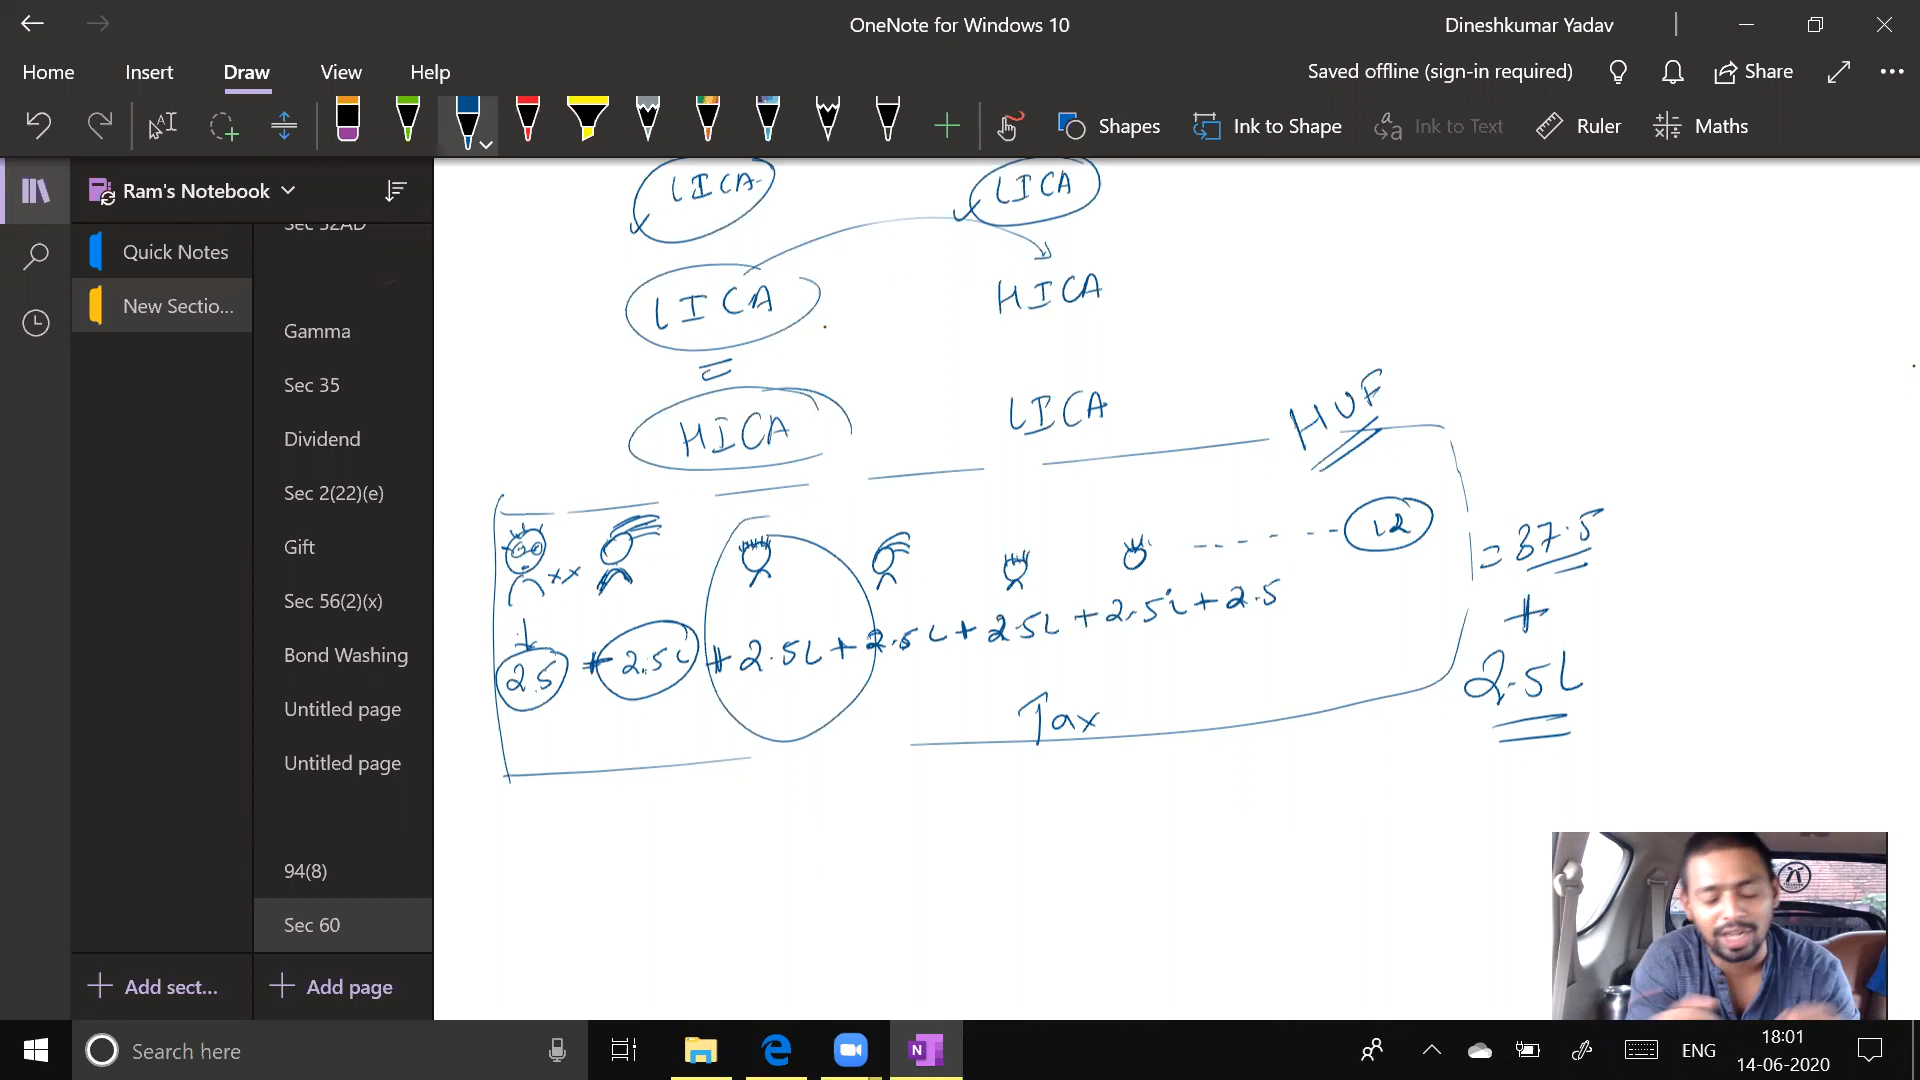 OneNote for Windows 10
Dineshkumar Yadav
Home Insert Draw View Help
Saved offline (sign-in required)
Share
Shapes
Ink to Shape
Ink to Text
Ruler
Maths
Ram's Notebook
Quick Notes
New Sectio...
Gamma
Sec 35
Dividend
Sec 2(22)(e)
Gift
Sec 56(2)(x)
Bond Washing
Untitled page
Untitled page
94(8)
Sec 60
Add sect...
Add page
LICA LICA
LICA HICA
=
HICA LICA
HUF
12
= 37.5
+
2.5L
2.5 + 2.5L + 2.5L + 2.5L + 2.5L + 2.5L + 2.5
Tax
Search here
N
ENG
18:01
14-06-2020